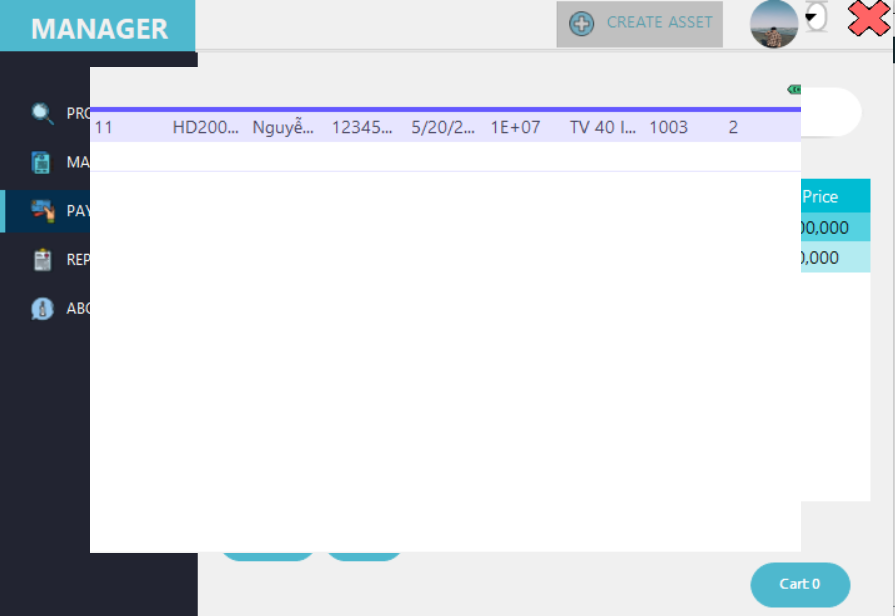 MANAGER
CREATE ASSET
PRO
MA
PAY
REP
ABO
11 HD200... Nguyễ... 12345... 5/20/2... 1E+07 TV 40 I... 1003 2
Price
00,000
0,000
Cart: 0